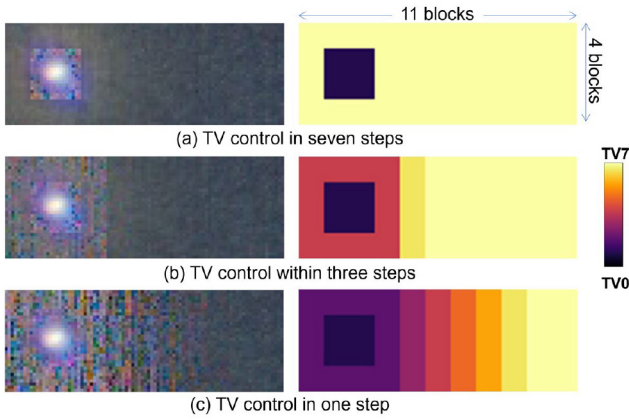 11 blocks
4 blocks
(a) TV control in seven steps
TV7
(b) TV control within three steps
TV0
(c) TV control in one step